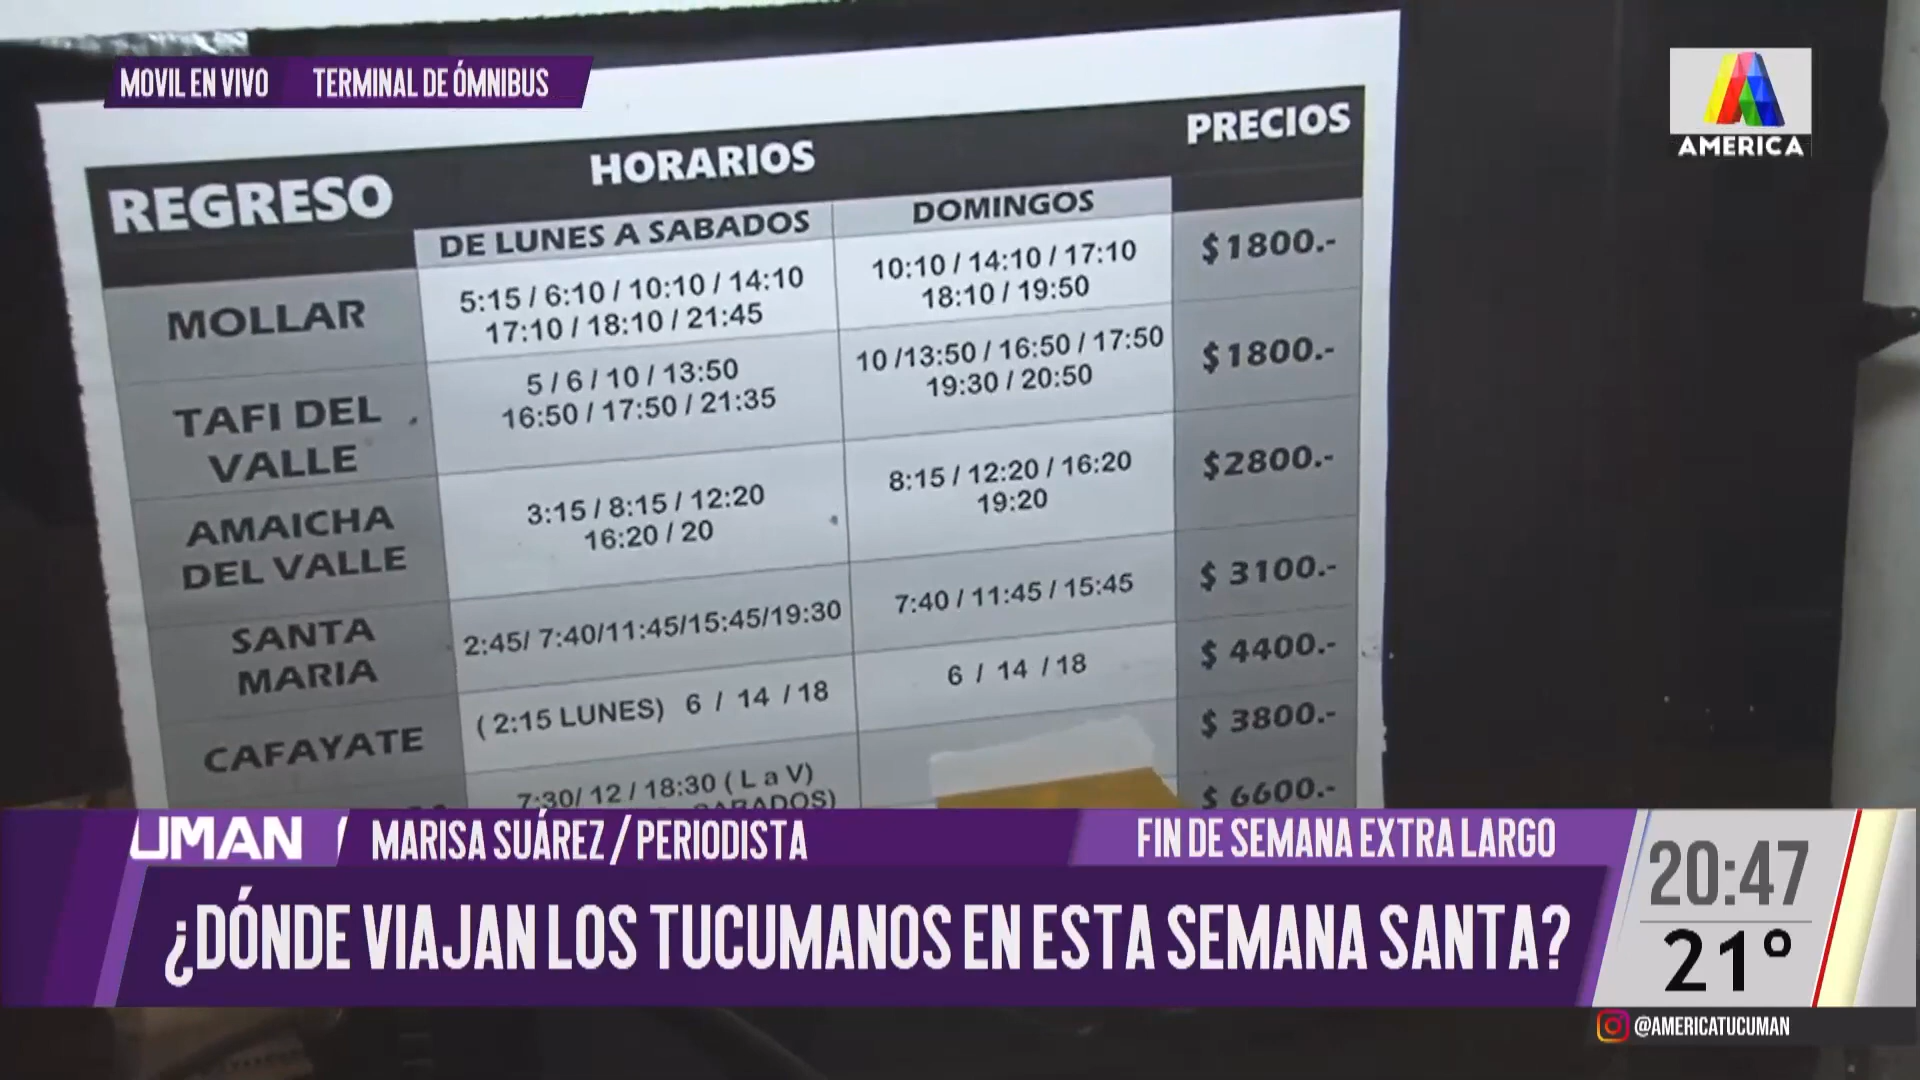 MOVIL EN VIVO
TERMINAL DE ÓMNIBUS
AMERICA
REGRESO
HORARIOS
PRECIOS
DE LUNES A SABADOS
DOMINGOS
MOLLAR
5:15 / 6:10 / 10:10 / 14:10
17:10 / 18:10 / 21:45
10:10 / 14:10 / 17:10
18:10 / 19:50
$ 1800.-
TAFI DEL
VALLE
5 / 6 / 10 / 13:50
16:50 / 17:50 / 21:35
10 /13:50 / 16:50 / 17:50
19:30 / 20:50
$ 1800.-
AMAICHA
DEL VALLE
3:15 / 8:15 / 12:20
16:20 / 20
8:15 / 12:20 / 16:20
19:20
$2800.-
SANTA
MARIA
2:45/ 7:40/11:45/15:45/19:30
7:40 / 11:45 / 15:45
$ 3100.-
CAFAYATE
( 2:15 LUNES) 6 / 14 / 18
6 / 14 / 18
$ 4400.-
7:30/ 12 / 18:30 ( L a V)
SABADOS)
$ 3800.-
$ 6600.-
UMAN
MARISA SUÁREZ / PERIODISTA
FIN DE SEMANA EXTRA LARGO
¿DÓNDE VIAJAN LOS TUCUMANOS EN ESTA SEMANA SANTA?
20:47
21°
@AMERICATUCUMAN